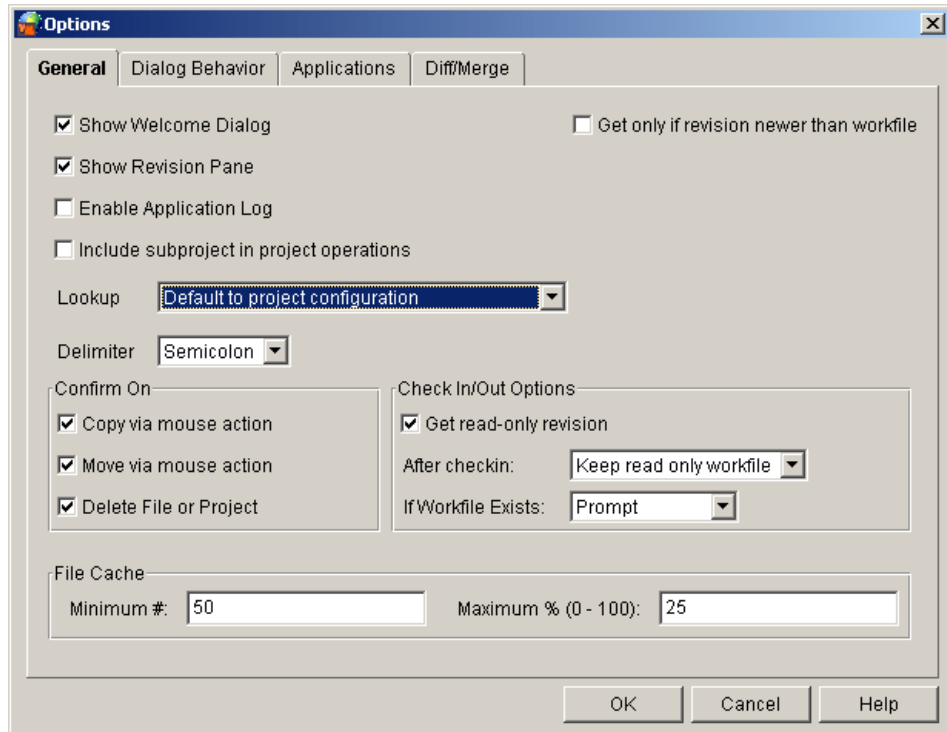 Options
General Dialog Behavior Applications Diff/Merge
Show Welcome Dialog Get only if revision newer than workfile
Show Revision Pane
Enable Application Log
Include subproject in project operations
Lookup Default to project configuration
Delimiter Semicolon
Confirm On
Copy via mouse action
Move via mouse action
Delete File or Project
Check In/Out Options
Get read-only revision
After checkin: Keep read only workfile
If Workfile Exists: Prompt
File Cache
Minimum #: 50 Maximum % (0 - 100): 25
OK Cancel Help